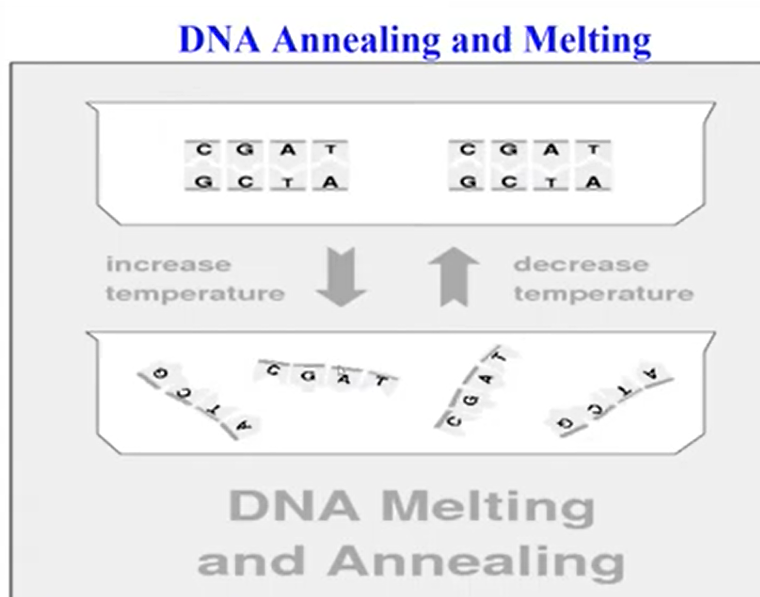 DNA Annealing and Melting
C G A T C G A T
G C T A G C T A
increase
temperature
decrease
temperature
G C T A
C G A T
C G A T
G C T A
DNA Melting
and Annealing